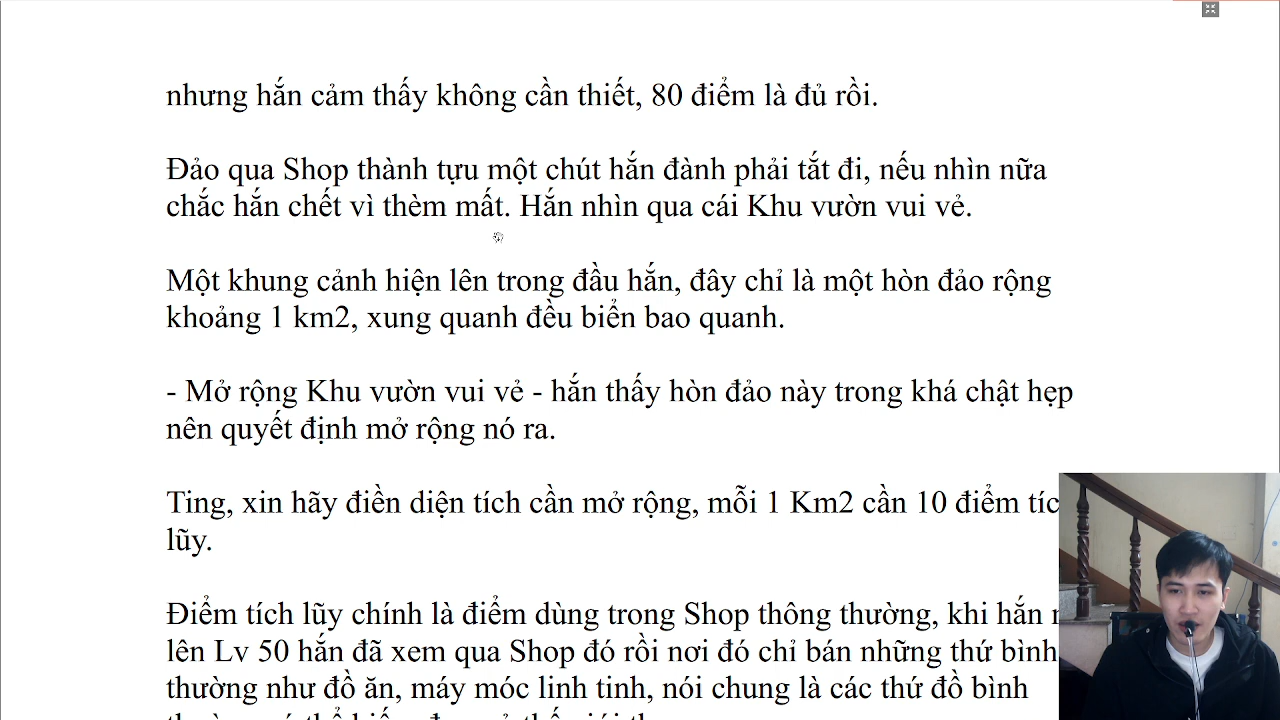 nhưng hắn cảm thấy không cần thiết, 80 điểm là đủ rồi.
Đảo qua Shop thành tựu một chút hắn đành phải tắt đi, nếu nhìn nữa
chắc hắn chết vì thèm mất. Hắn nhìn qua cái Khu vườn vui vẻ.
Một khung cảnh hiện lên trong đầu hắn, đây chỉ là một hòn đảo rộng
khoảng 1 km2, xung quanh đều biển bao quanh.
- Mở rộng Khu vườn vui vẻ - hắn thấy hòn đảo này trong khá chật hẹp
nên quyết định mở rộng nó ra.
Ting, xin hãy điền diện tích cần mở rộng, mỗi 1 Km2 cần 10 điểm
lũy.
Điểm tích lũy chính là điểm dùng trong Shop thông thường, khi hắn
lên Lv 50 hắn đã xem qua Shop đó rồi nơi đó chỉ bán những thứ bình
thường như đồ ăn, máy móc linh tinh, nói chung là các thứ đồ bình